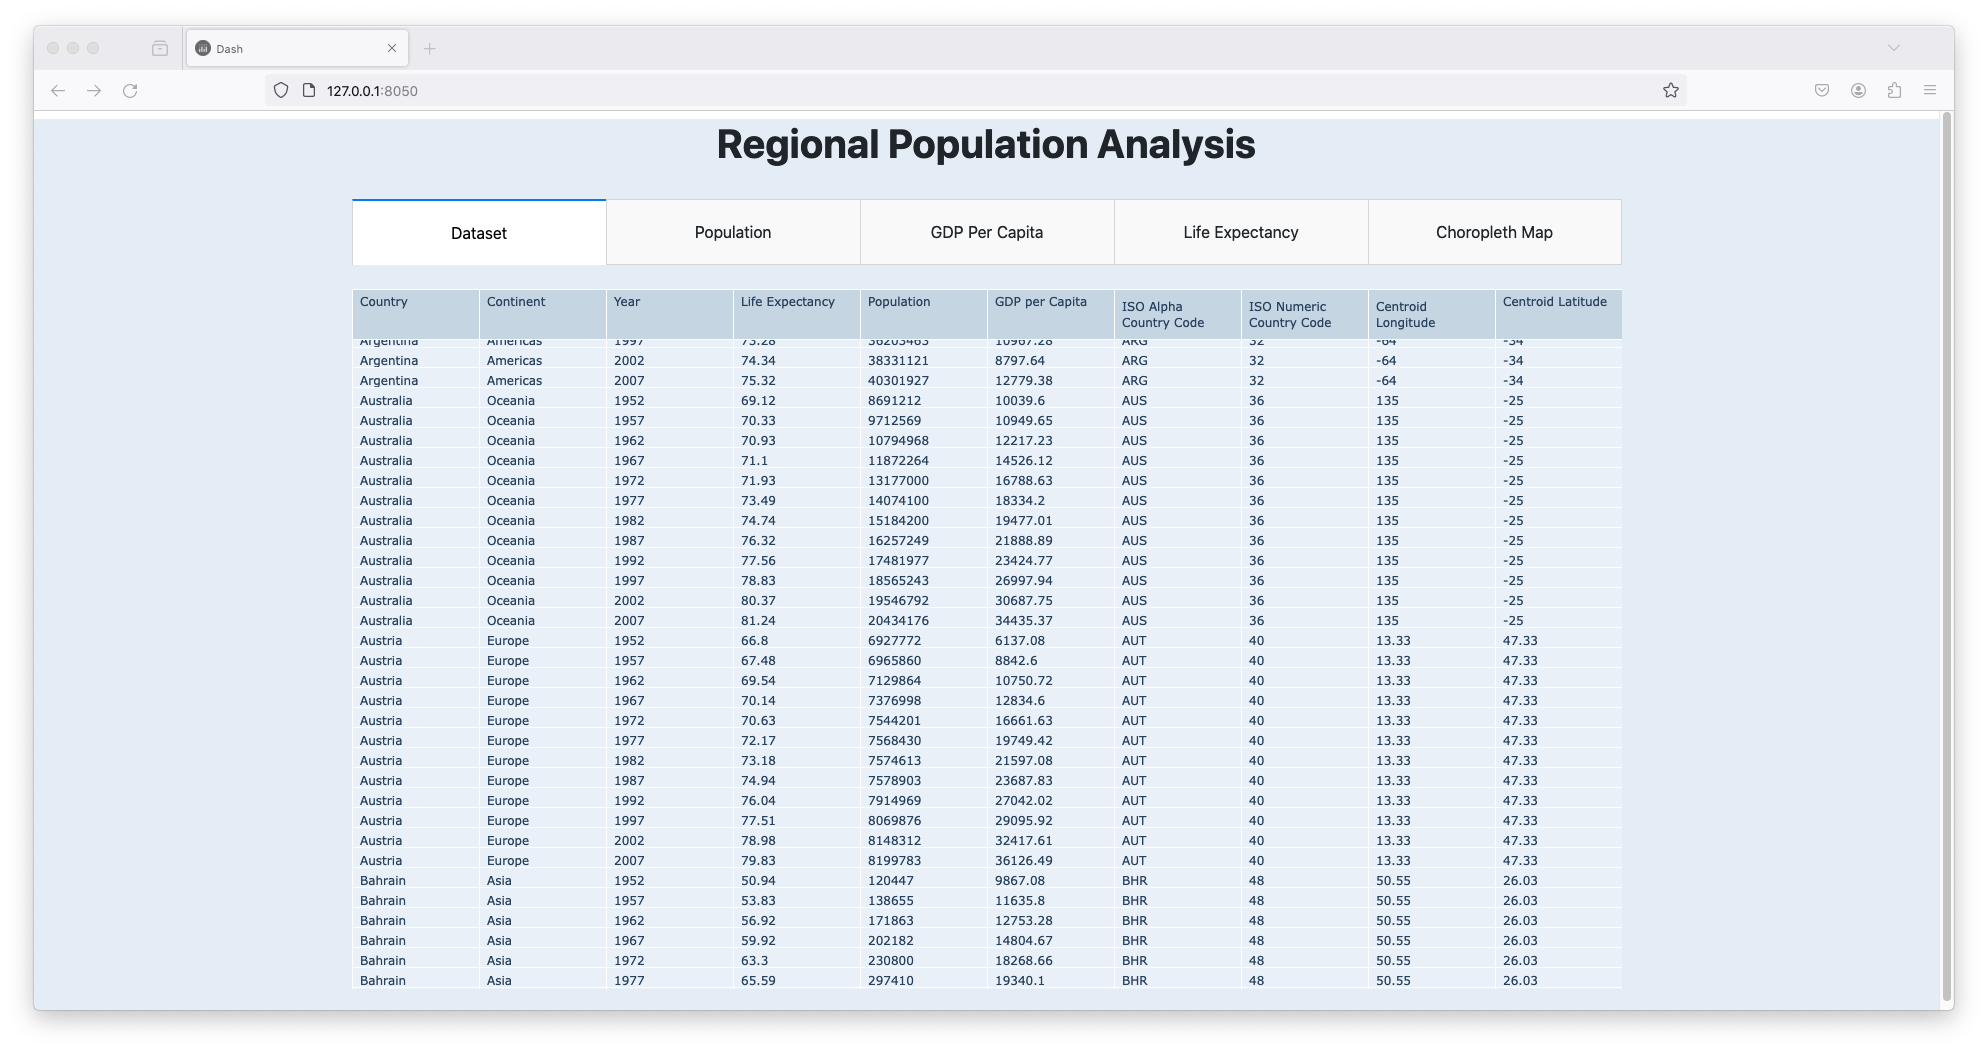 Dash
127.0.0.1:8050
Regional Population Analysis
Dataset Population GDP Per Capita Life Expectancy Choropleth Map
Country Continent Year Life Expectancy Population GDP per Capita ISO Alpha Country Code ISO Numeric Country Code Centroid Longitude Centroid Latitude
Argentina Americas 1997 73.28 36203463 10967.28 ARG 32 -64 -34
Argentina Americas 2002 74.34 38331121 8797.64 ARG 32 -64 -34
Argentina Americas 2007 75.32 40301927 12779.38 ARG 32 -64 -34
Australia Oceania 1952 69.12 8691212 10039.6 AUS 36 135 -25
Australia Oceania 1957 70.33 9712569 10949.65 AUS 36 135 -25
Australia Oceania 1962 70.93 10794968 12217.23 AUS 36 135 -25
Australia Oceania 1967 71.1 11872264 14526.12 AUS 36 135 -25
Australia Oceania 1972 71.93 13177000 16788.63 AUS 36 135 -25
Australia Oceania 1977 73.49 14074100 18334.2 AUS 36 135 -25
Australia Oceania 1982 74.74 15184200 19477.01 AUS 36 135 -25
Australia Oceania 1987 76.32 16257249 21888.89 AUS 36 135 -25
Australia Oceania 1992 77.56 17481977 23424.77 AUS 36 135 -25
Australia Oceania 1997 78.83 18565243 26997.94 AUS 36 135 -25
Australia Oceania 2002 80.37 19546792 30687.75 AUS 36 135 -25
Australia Oceania 2007 81.24 20434176 34435.37 AUS 36 135 -25
Austria Europe 1952 66.8 6927772 6137.08 AUT 40 13.33 47.33
Austria Europe 1957 67.48 6965860 8842.6 AUT 40 13.33 47.33
Austria Europe 1962 69.54 7129864 10750.72 AUT 40 13.33 47.33
Austria Europe 1967 70.14 7376998 12834.6 AUT 40 13.33 47.33
Austria Europe 1972 70.63 7544201 16661.63 AUT 40 13.33 47.33
Austria Europe 1977 72.17 7568430 19749.42 AUT 40 13.33 47.33
Austria Europe 1982 73.18 7574613 21597.08 AUT 40 13.33 47.33
Austria Europe 1987 74.94 7578903 23687.83 AUT 40 13.33 47.33
Austria Europe 1992 76.04 7914969 27042.02 AUT 40 13.33 47.33
Austria Europe 1997 77.51 8069876 29095.92 AUT 40 13.33 47.33
Austria Europe 2002 78.98 8148312 32417.61 AUT 40 13.33 47.33
Austria Europe 2007 79.83 8199783 36126.49 AUT 40 13.33 47.33
Bahrain Asia 1952 50.94 120447 9867.08 BHR 48 50.55 26.03
Bahrain Asia 1957 53.83 138655 11635.8 BHR 48 50.55 26.03
Bahrain Asia 1962 56.92 171863 12753.28 BHR 48 50.55 26.03
Bahrain Asia 1967 59.92 202182 14804.67 BHR 48 50.55 26.03
Bahrain Asia 1972 63.3 230800 18268.66 BHR 48 50.55 26.03
Bahrain Asia 1977 65.59 297410 19340.1 BHR 48 50.55 26.03